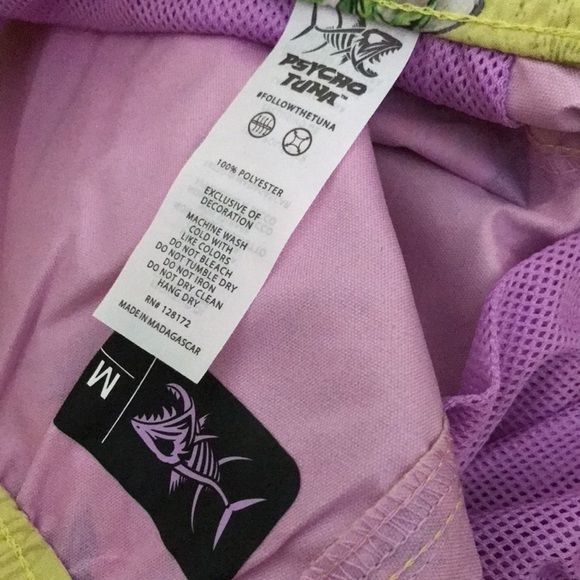 PSYCHO
TUNA™
#FOLLOWTHETUNA
100% POLYESTER
EXCLUSIVE OF
DECORATION
MACHINE WASH
COLD WITH
LIKE COLORS
DO NOT BLEACH
DO NOT TUMBLE DRY
DO NOT IRON
DO NOT DRY CLEAN
HANG DRY
RN# 128172
MADE IN MADAGASCAR
M